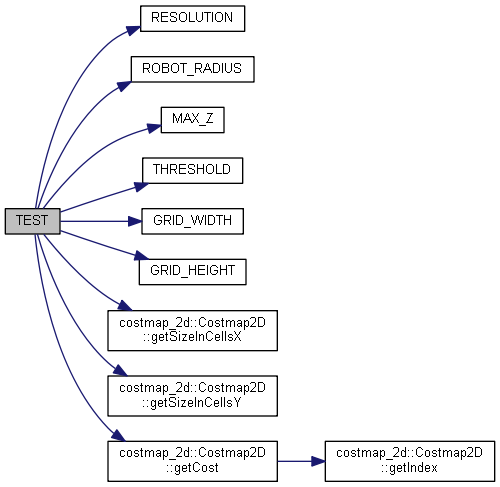 RESOLUTION
ROBOT_RADIUS
MAX_Z
THRESHOLD
TEST
GRID_WIDTH
GRID_HEIGHT
costmap_2d::Costmap2D
::getSizeInCellsX
costmap_2d::Costmap2D
::getSizeInCellsY
costmap_2d::Costmap2D
::getCost
costmap_2d::Costmap2D
::getIndex